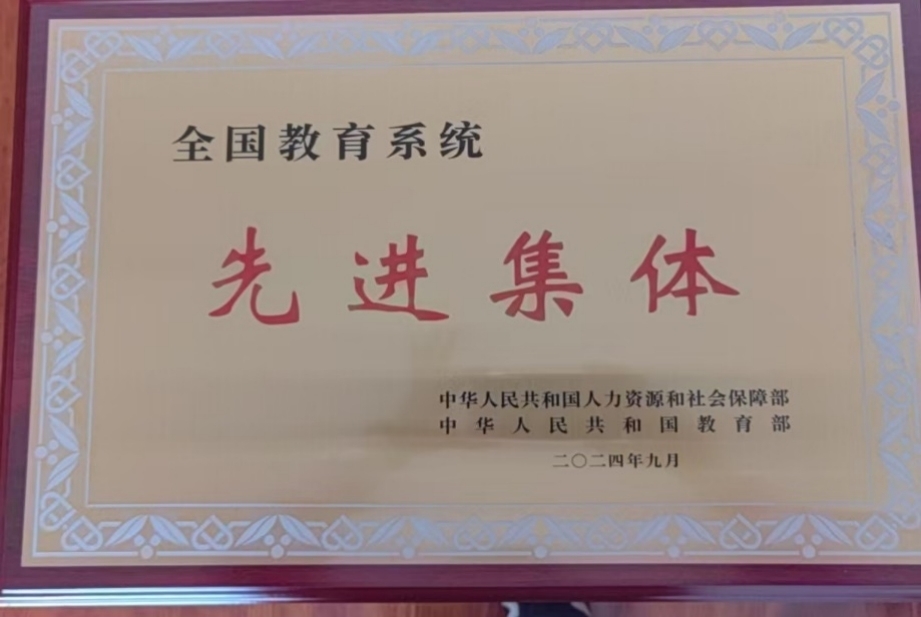 全国教育系统
先进集体
中华人民共和国人力资源和社会保障部
中华人民共和国教育部
二〇二四年九月